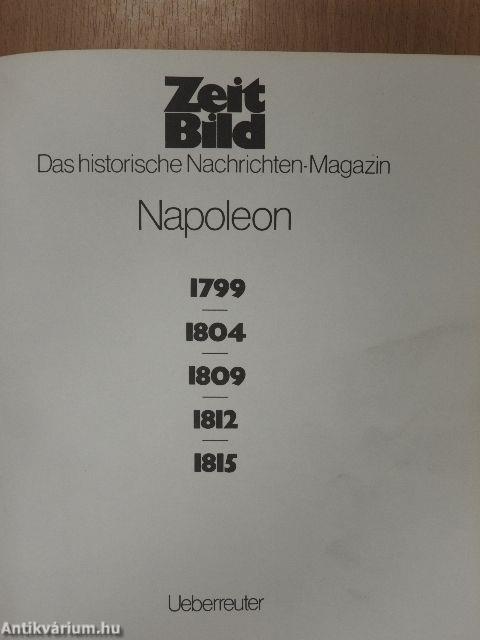 Zeit
Bild
Das historische Nachrichten-Magazin
Napoleon
1799
1804
1809
1812
1815
Ueberreuter
Antikvárium.hu